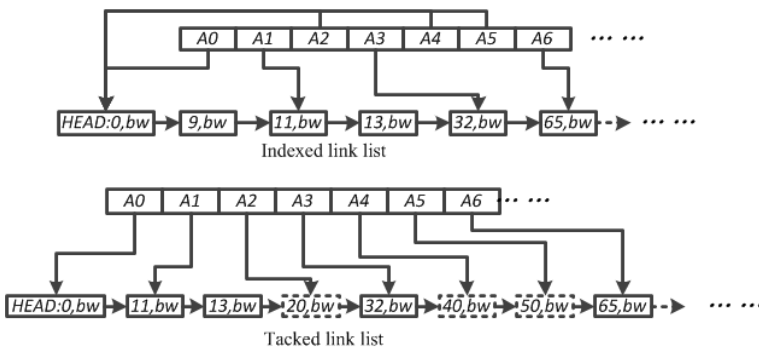 A0 A1 A2 A3 A4 A5 A6 ... ...
HEAD:0,bw 9,bw 11,bw 13,bw 32,bw 65,bw ... ...
Indexed link list
A0 A1 A2 A3 A4 A5 A6 ... ...
HEAD:0,bw 11,bw 13,bw 20,bw 32,bw 40,bw 50,bw 65,bw ... ...
Tacked link list